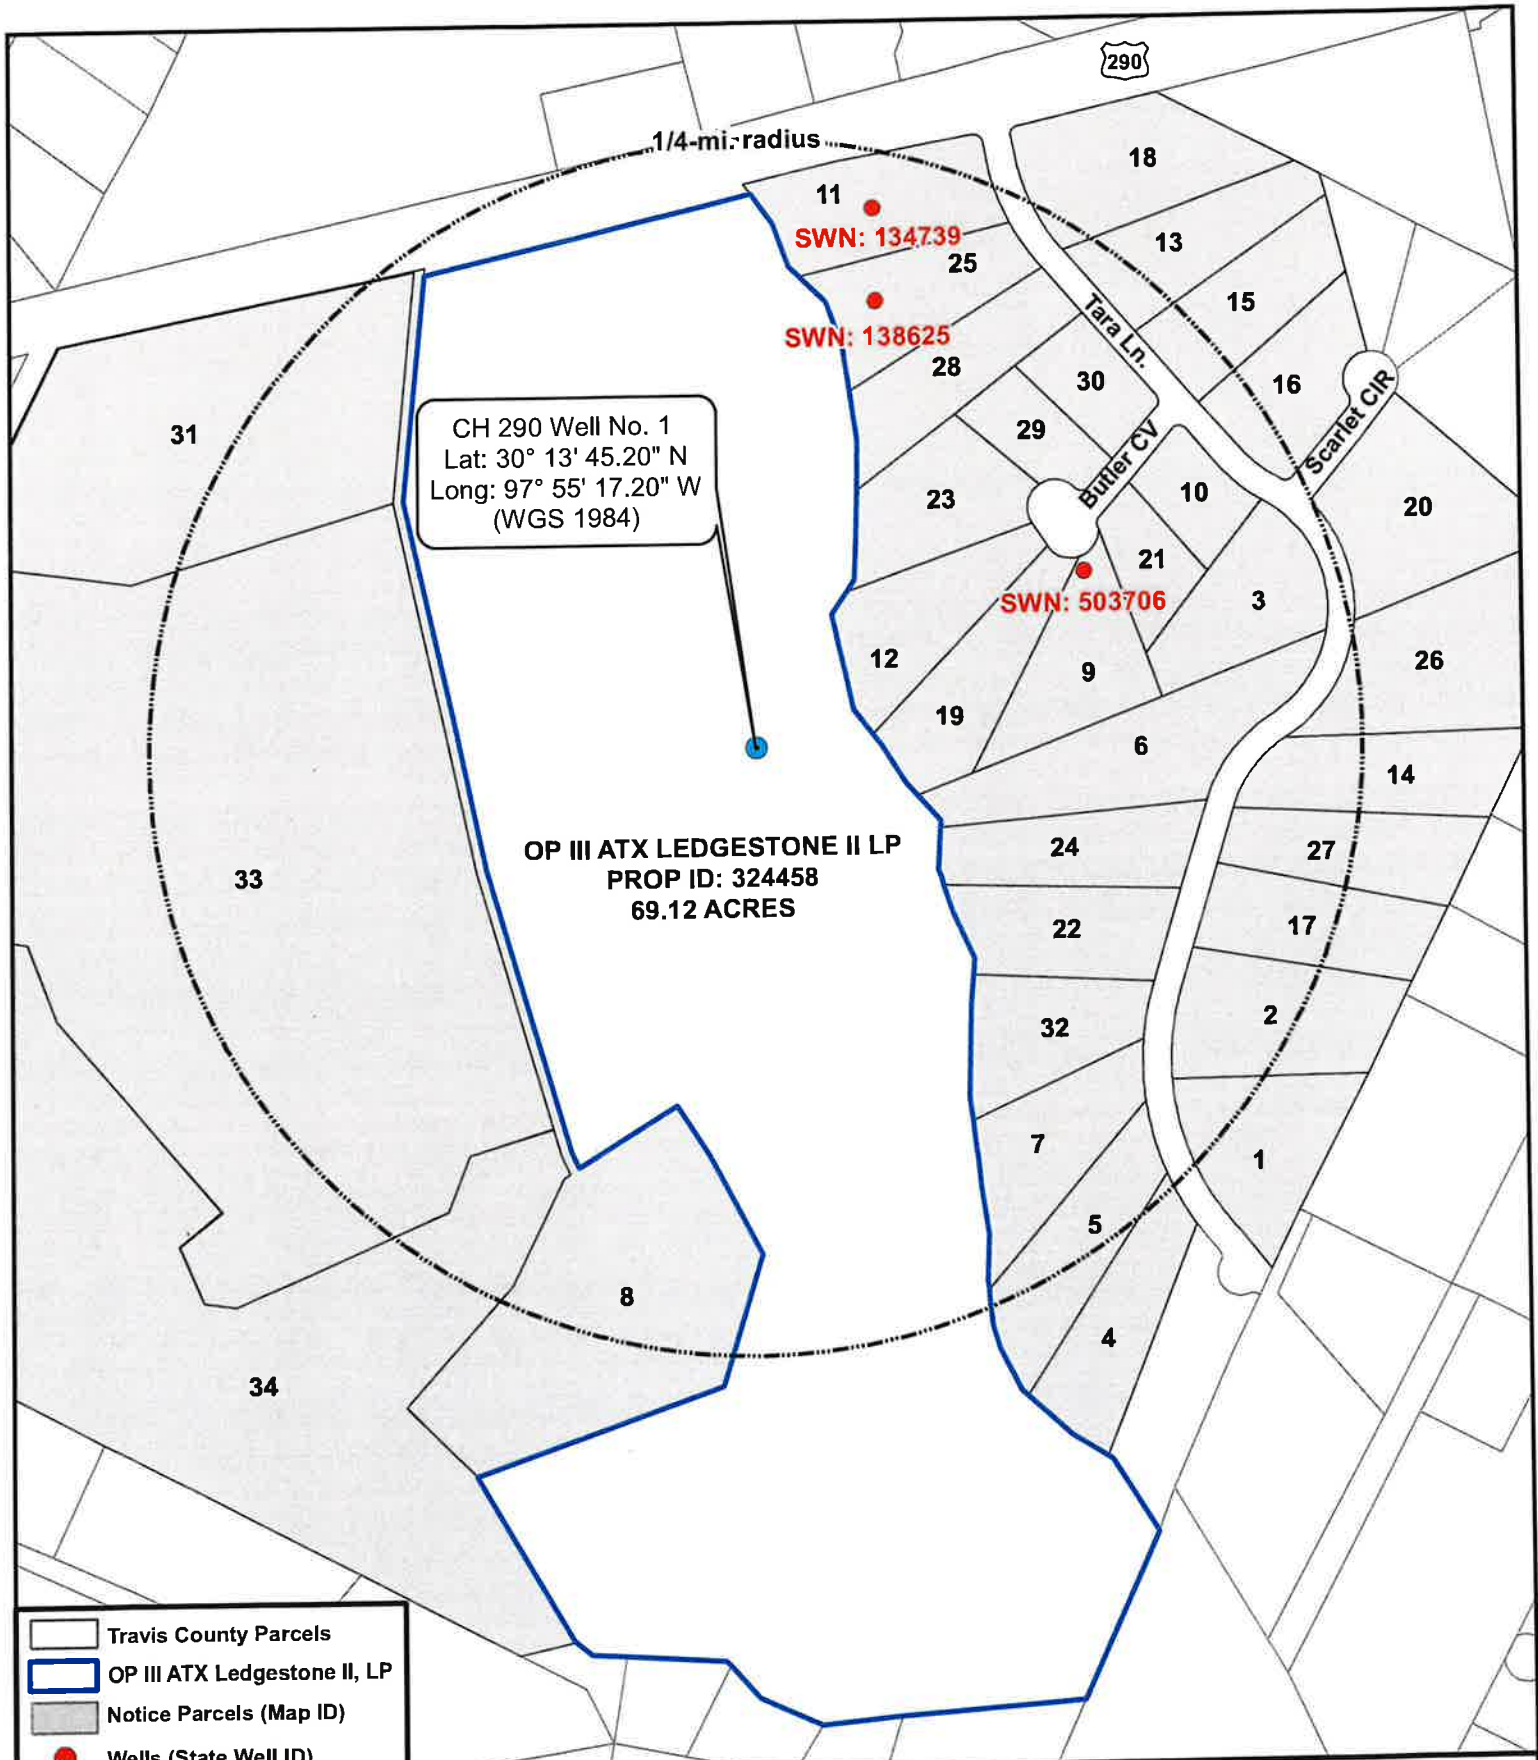 290
1/4-mi. radius
18
11
SWN: 134739
13
25
15
SWN: 138625
Tara Ln.
28
30
16
Scarlet CIR
31
CH 290 Well No. 1
Lat: 30° 13' 45.20" N
Long: 97° 55' 17.20" W
(WGS 1984)
29
Butler CV
23
10
20
21
SWN: 503706
3
12
9
26
19
6
14
OP III ATX LEDGESTONE II LP
PROP ID: 324458
69.12 ACRES
24
27
33
22
17
32
2
7
1
5
8
4
34
Travis County Parcels
OP III ATX Ledgestone II, LP
Notice Parcels (Map ID)
Wells (State Well ID)